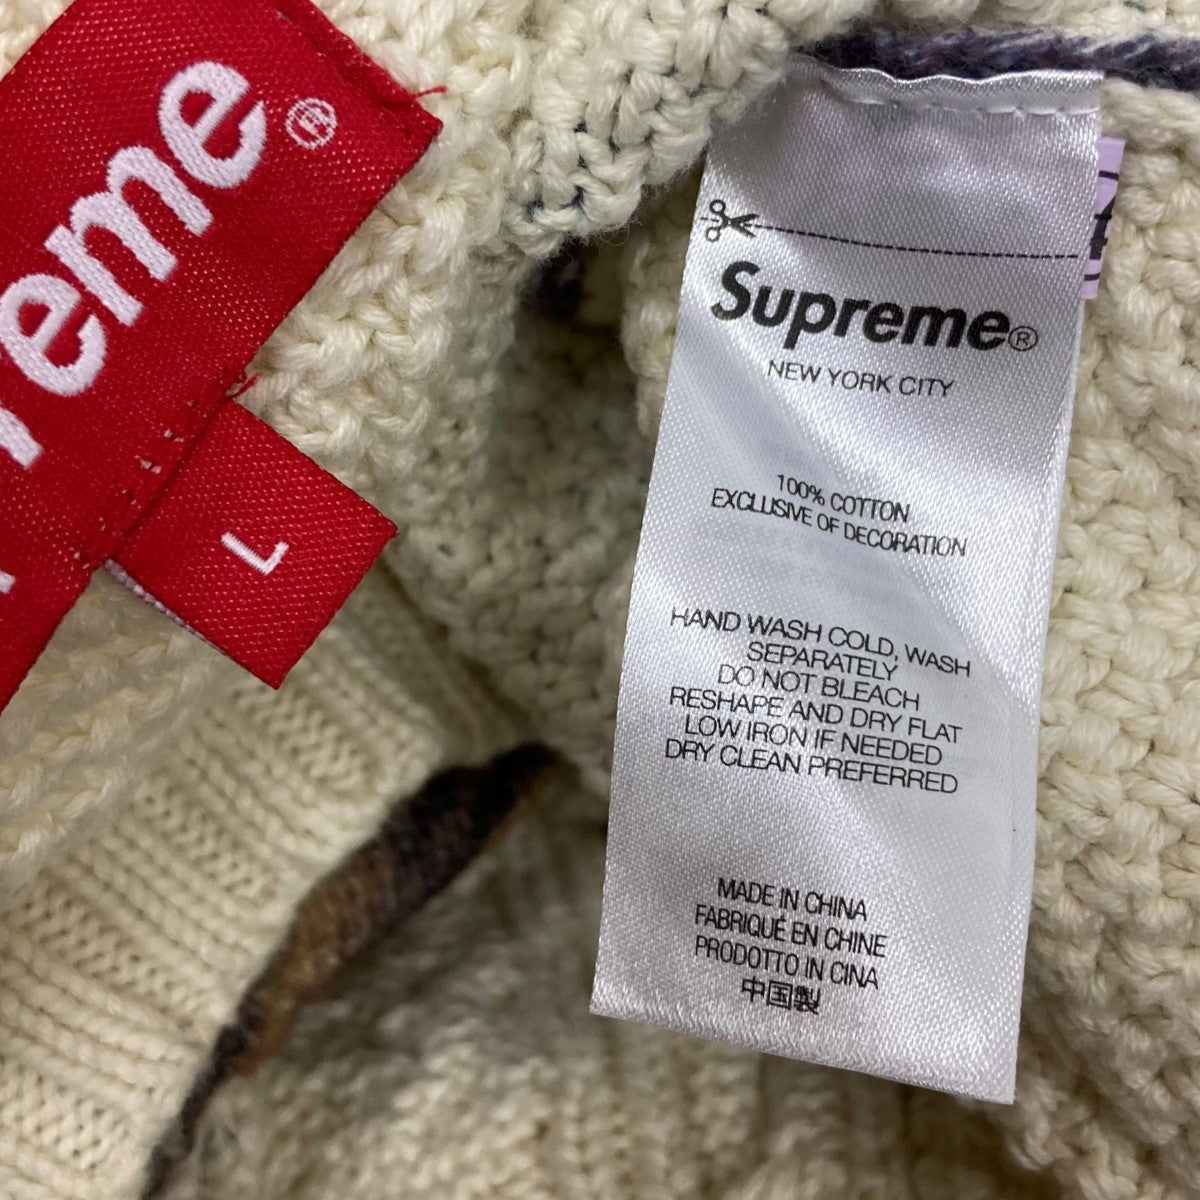 reme®
L
Supreme®
NEW YORK CITY
100% COTTON
EXCLUSIVE OF DECORATION
HAND WASH COLD, WASH
SEPARATELY
DO NOT BLEACH
RESHAPE AND DRY FLAT
LOW IRON IF NEEDED
DRY CLEAN PREFERRED
MADE IN CHINA
FABRIQUÉ EN CHINE
PRODOTTO IN CINA
中国製